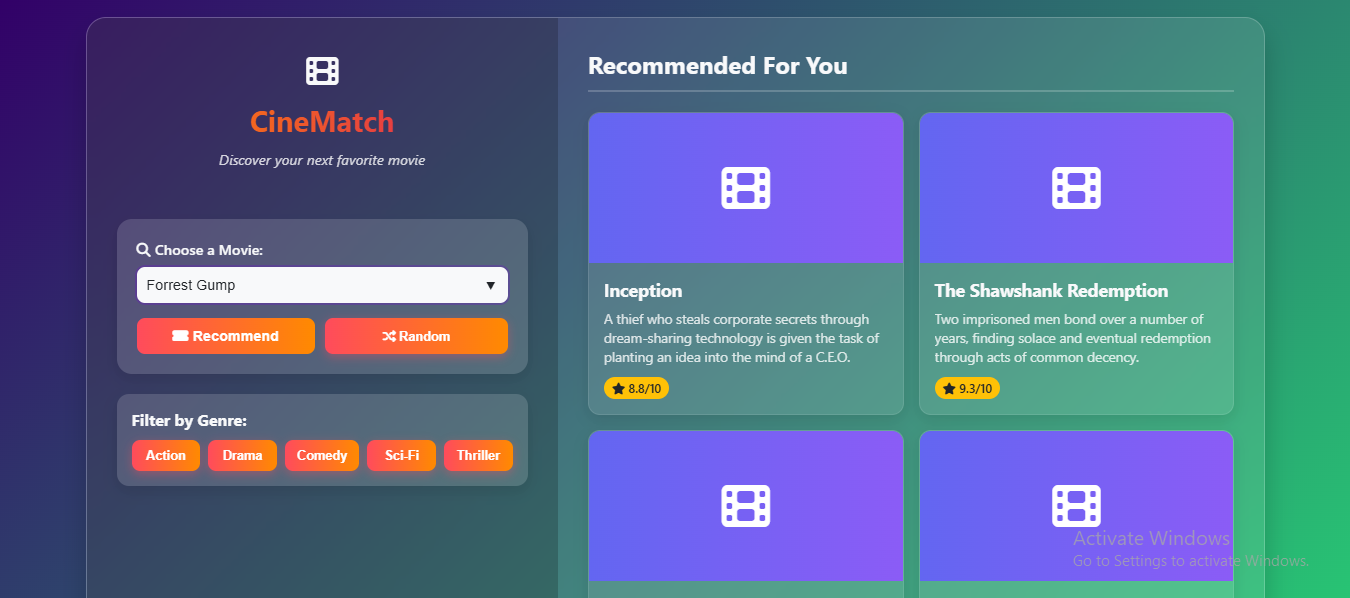 CineMatch
Discover your next favorite movie
Choose a Movie:
Forrest Gump
Recommend
Random
Filter by Genre:
Action
Drama
Comedy
Sci-Fi
Thriller
Recommended For You
Inception
A thief who steals corporate secrets through
dream-sharing technology is given the task of
planting an idea into the mind of a C.E.O.
8.8/10
The Shawshank Redemption
Two imprisoned men bond over a number of
years, finding solace and eventual redemption
through acts of common decency.
9.3/10
Activate Windows
Go to Settings to activate Windows.